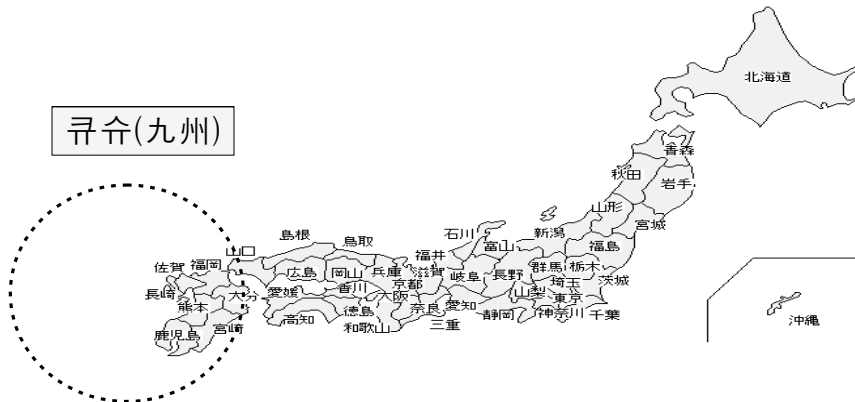 北海道
큐슈(九州)
青森
秋田
岩手
山形
宮城
石川
新潟
島根
鳥取
山口
福井
富山
福島
佐賀
福岡
広島
岡山
兵庫
滋賀
岐阜
長野
群馬
栃木
茨城
長崎
大分
愛媛
香川
京都
埼玉
熊本
大阪
愛知
山梨
東京
徳島
奈良
静岡
神奈川
千葉
鹿児島
宮崎
高知
和歌山
三重
沖縄